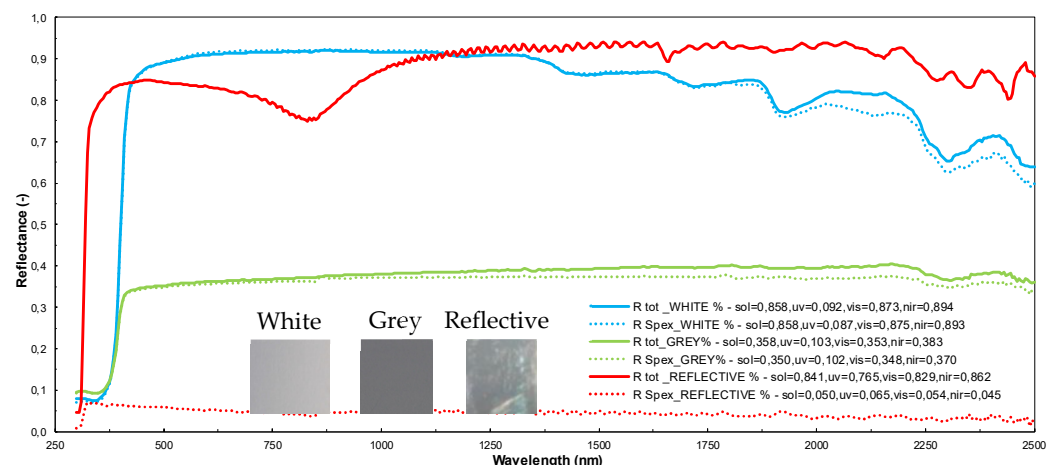 1,0
0,9
0,8
0,7
0,6
0,5
0,4
0,3
0,2
0,1
0,0
Reflectance (-)
White Grey Reflective
R tot _WHITE % - sol=0,858,uv=0,092,vis=0,873,nir=0,894
R Spex_WHITE % - sol=0,858,uv=0,087,vis=0,875,nir=0,893
R tot_GREY% - sol=0,358,uv=0,103,vis=0,353,nir=0,383
R Spex_GREY% - sol=0,350,uv=0,102,vis=0,348,nir=0,370
R tot _REFLECTIVE % - sol=0,841,uv=0,765,vis=0,829,nir=0,862
R Spex_REFLECTIVE % - sol=0,050,uv=0,065,vis=0,054,nir=0,045
250 500 750 1000 1250 1500 1750 2000 2250 2500
Wavelength (nm)